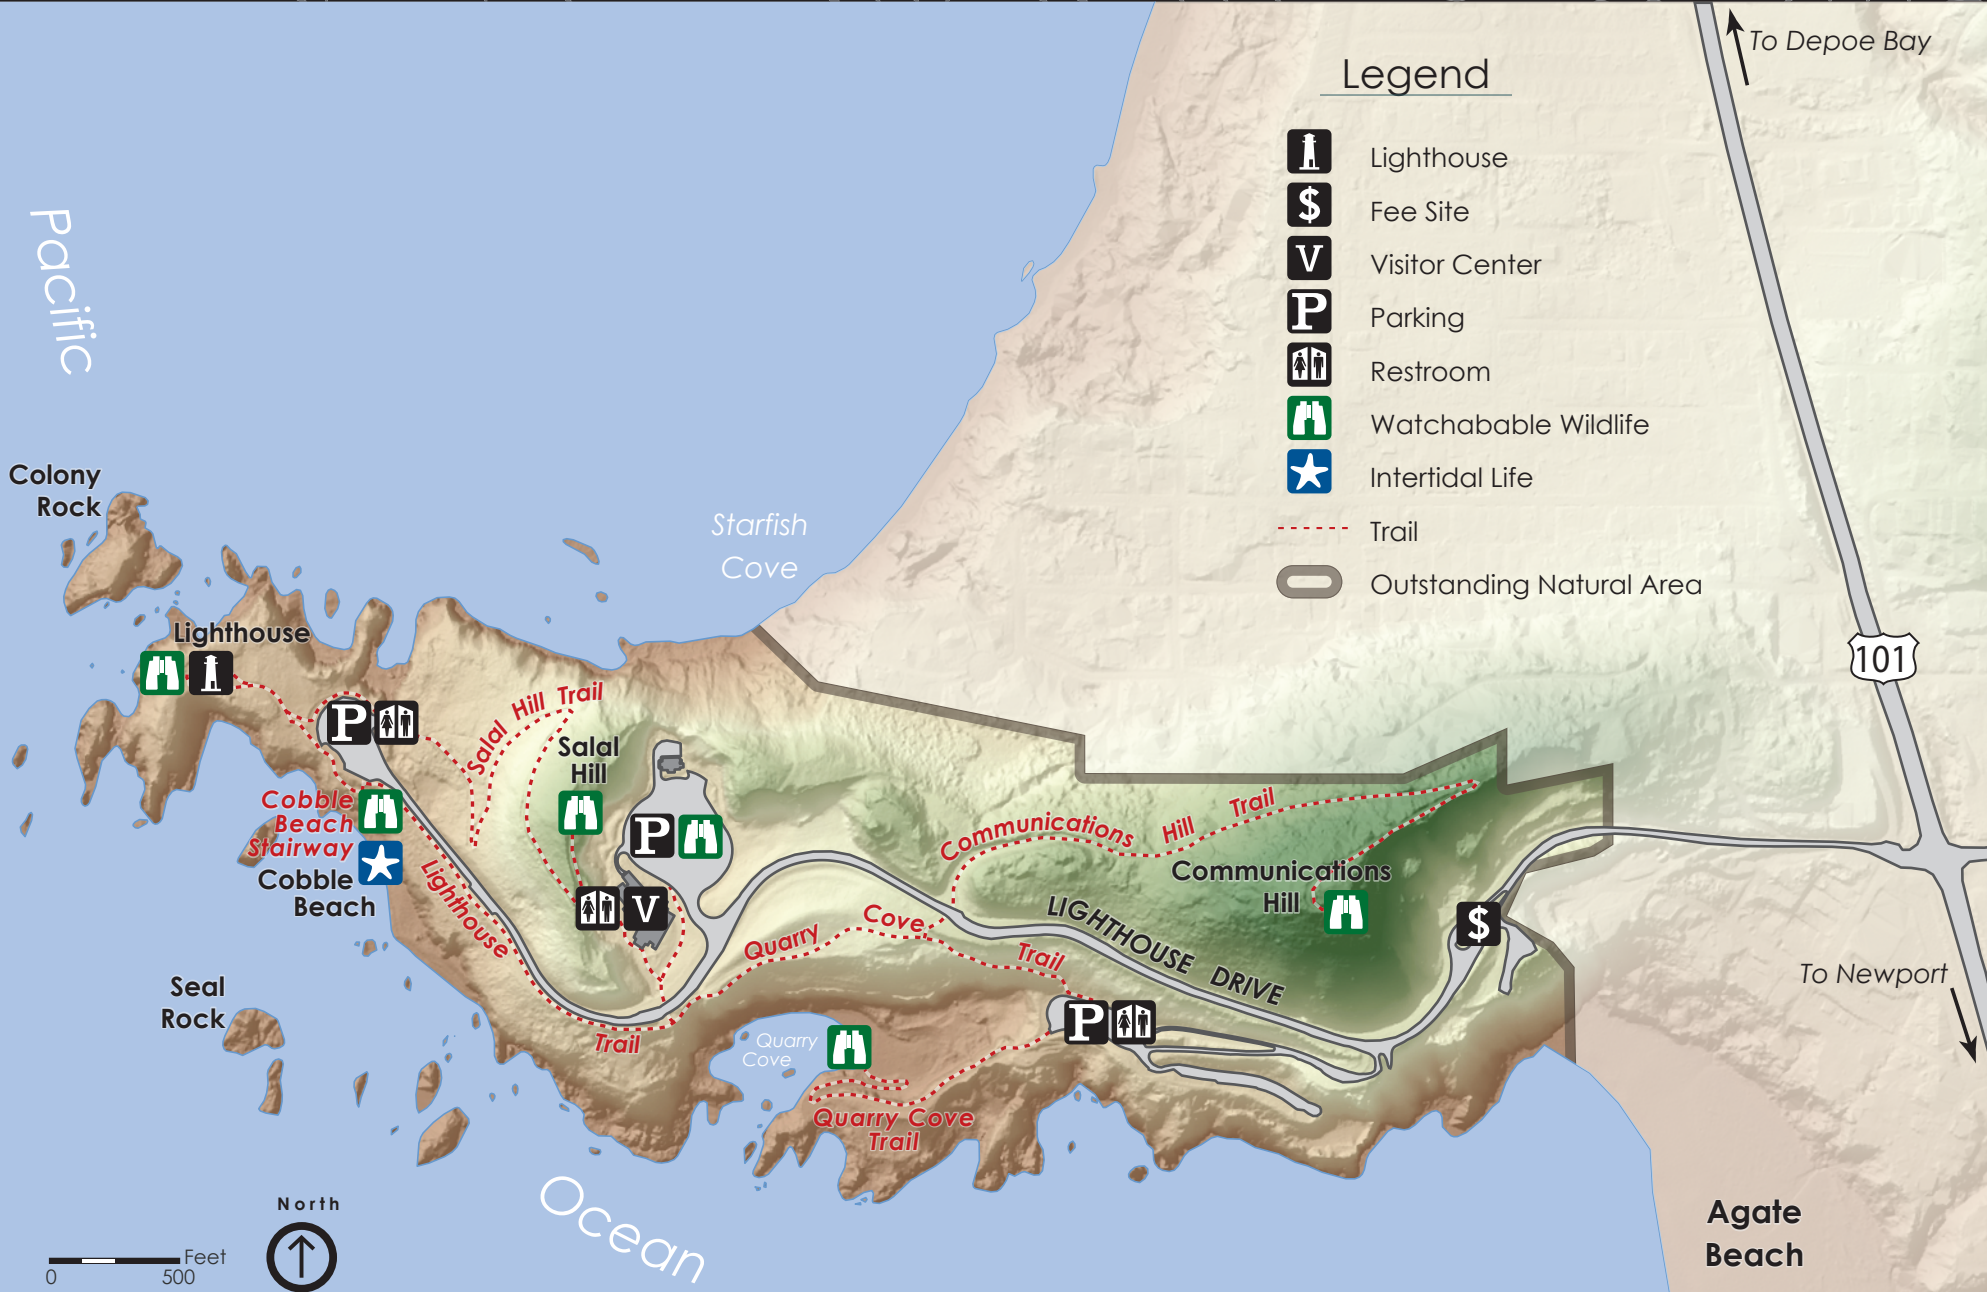 To Depoe Bay
Legend
Lighthouse
$
Fee Site
V
Visitor Center
P
Parking
Restroom
Watchabable Wildlife
Intertidal Life
Trail
Outstanding Natural Area
Pacific
Colony
Rock
Starfish
Cove
Lighthouse
101
P
Salal Hill Trail
Salal
Hill
P
Cobble
Beach
Stairway
Cobble
Beach
Lighthouse
Trail
V
Communications Hill Trail
Communications
Hill
$
Quarry Cove Trail
LIGHTHOUSE DRIVE
To Newport
Seal
Rock
P
Quarry
Cove
Quarry Cove
Trail
Ocean
North
Feet
0 500
Agate
Beach